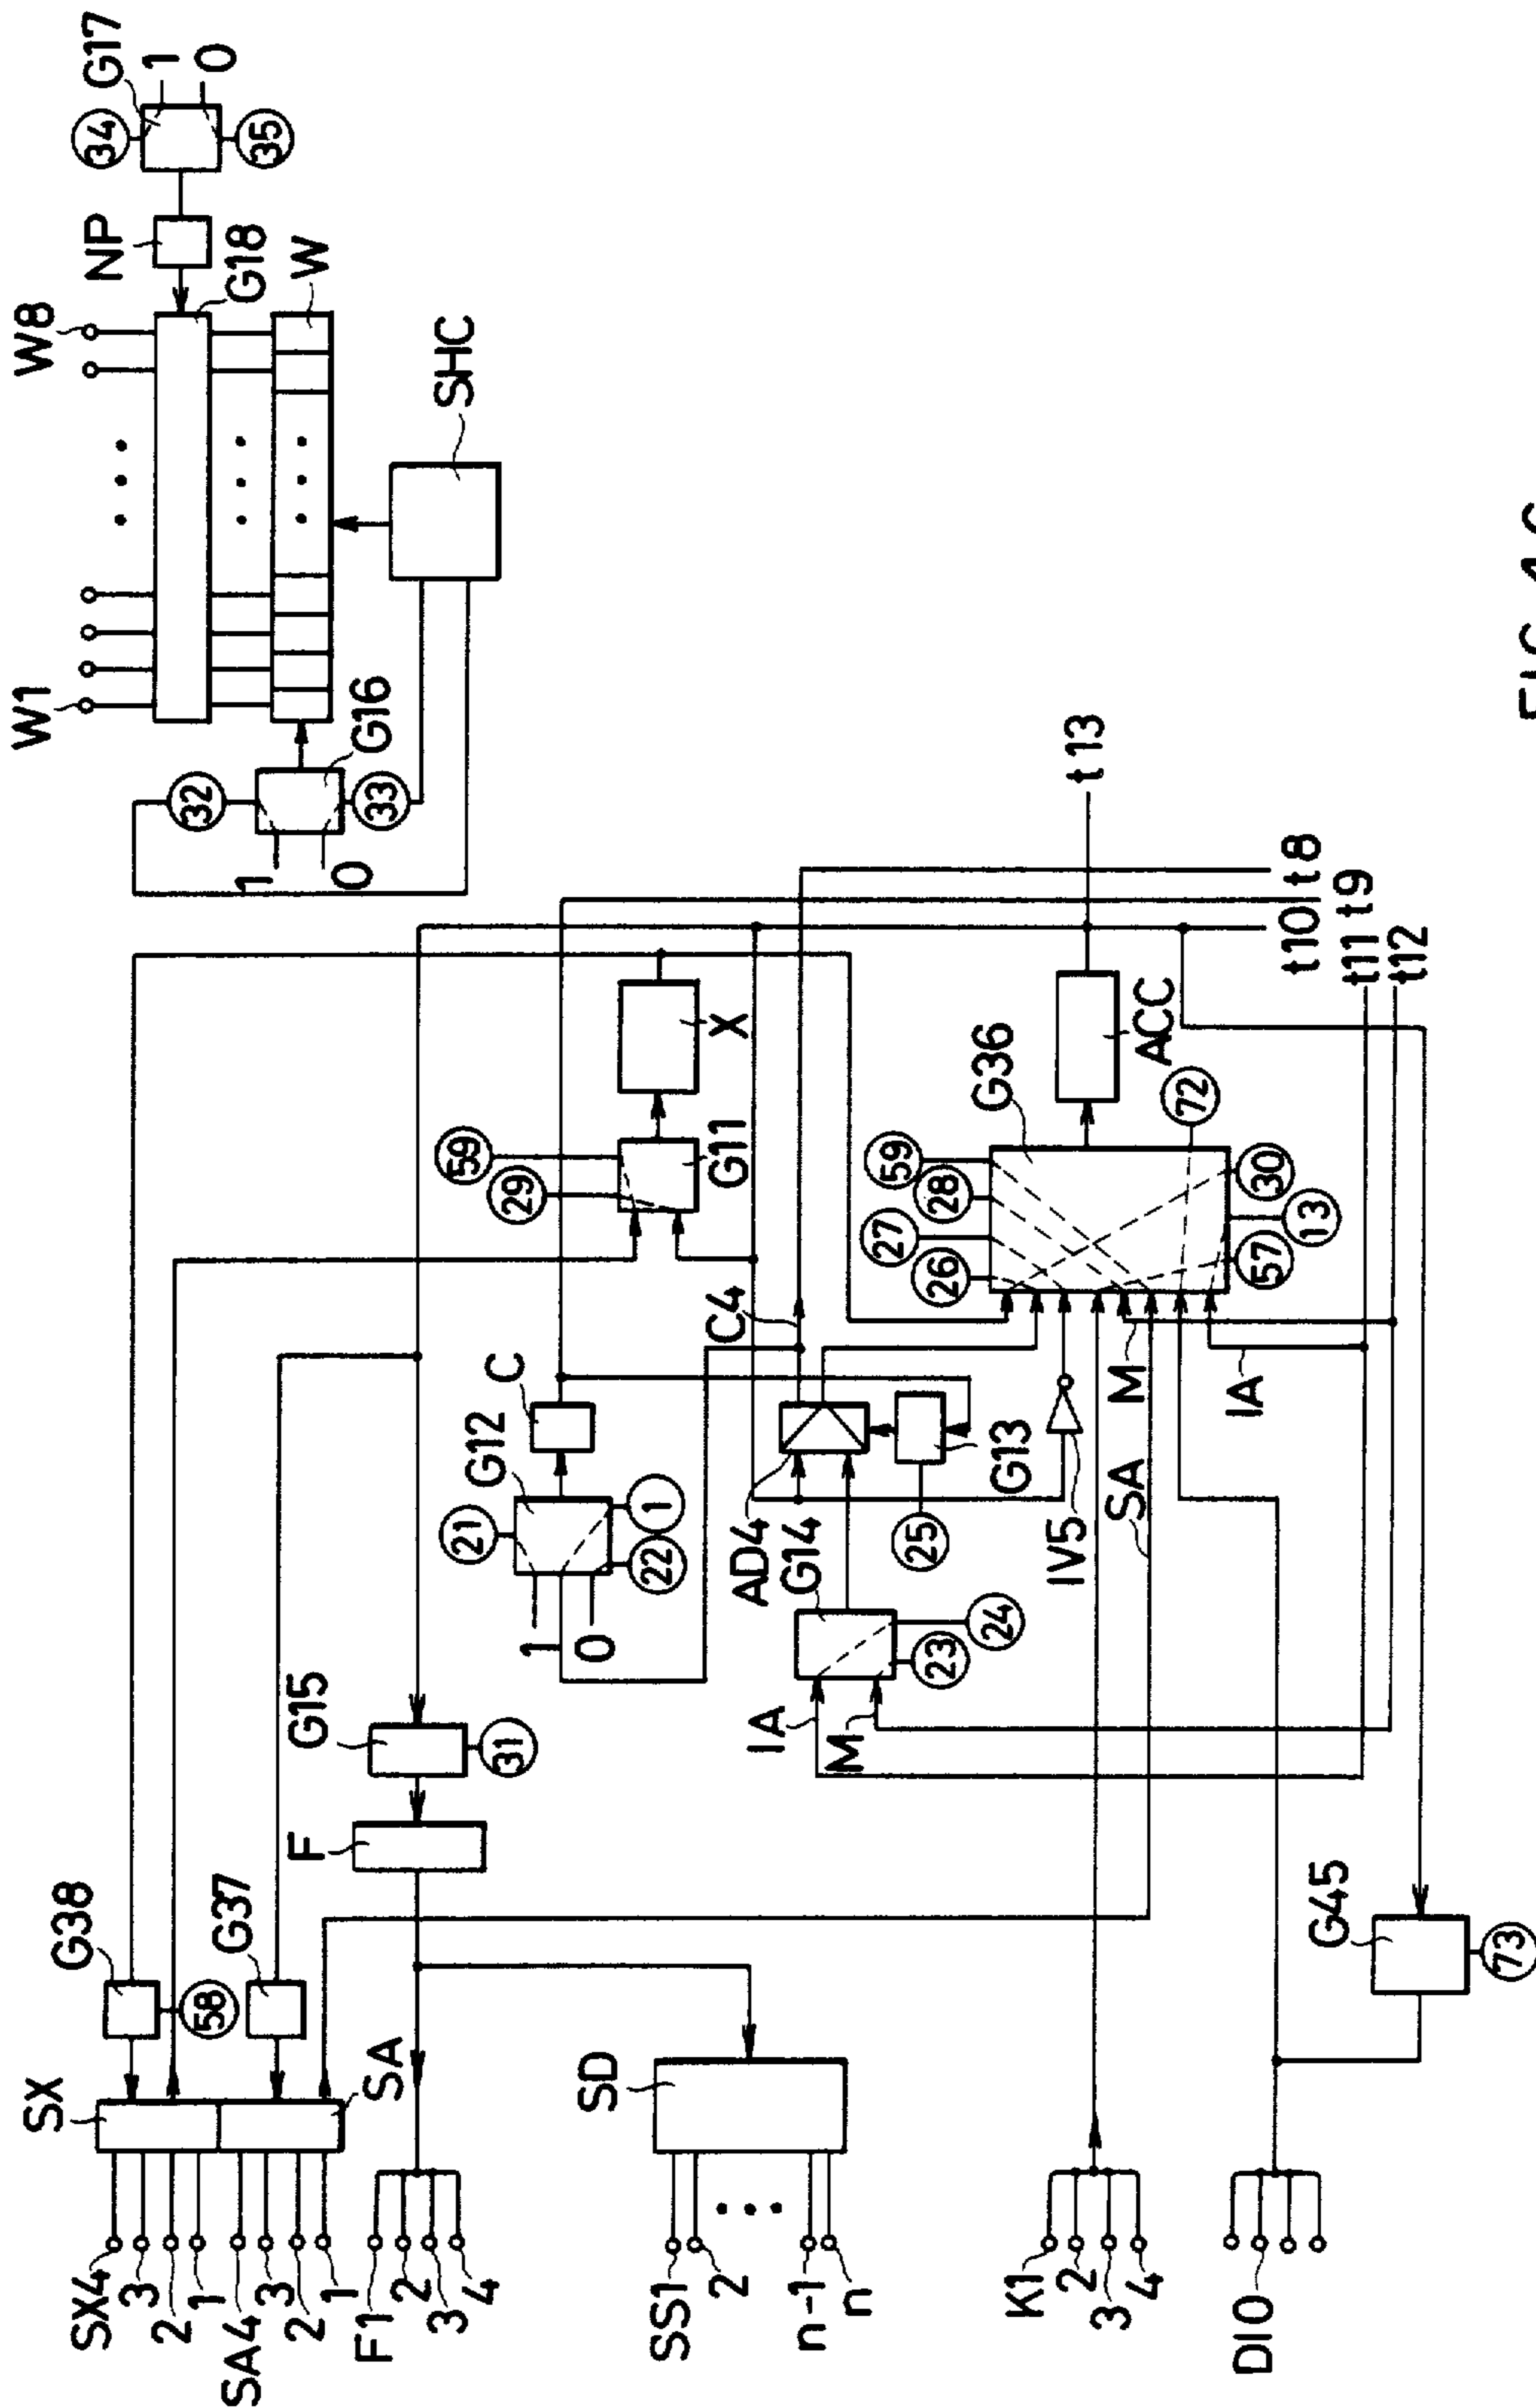 W1
W8
NP
34
G17
1
0
35
G18
W
32
1
0
33
G16
SHC
SX
G38
58
SX4
3
2
1
SA4
3
2
1
G37
SA
F1
2
3
4
F
G15
31
SD
SS1
2
n-1
n
21
G12
C
1
0
22
1
59
29
G11
X
C4
AD4
G14
IA
M
23
24
25
G13
IV5
26
27
28
59
G36
72
30
13
57
ACC
t13
M
SA
IA
t8
t10
t9
t11
t12
K1
2
3
4
DIO
G45
73